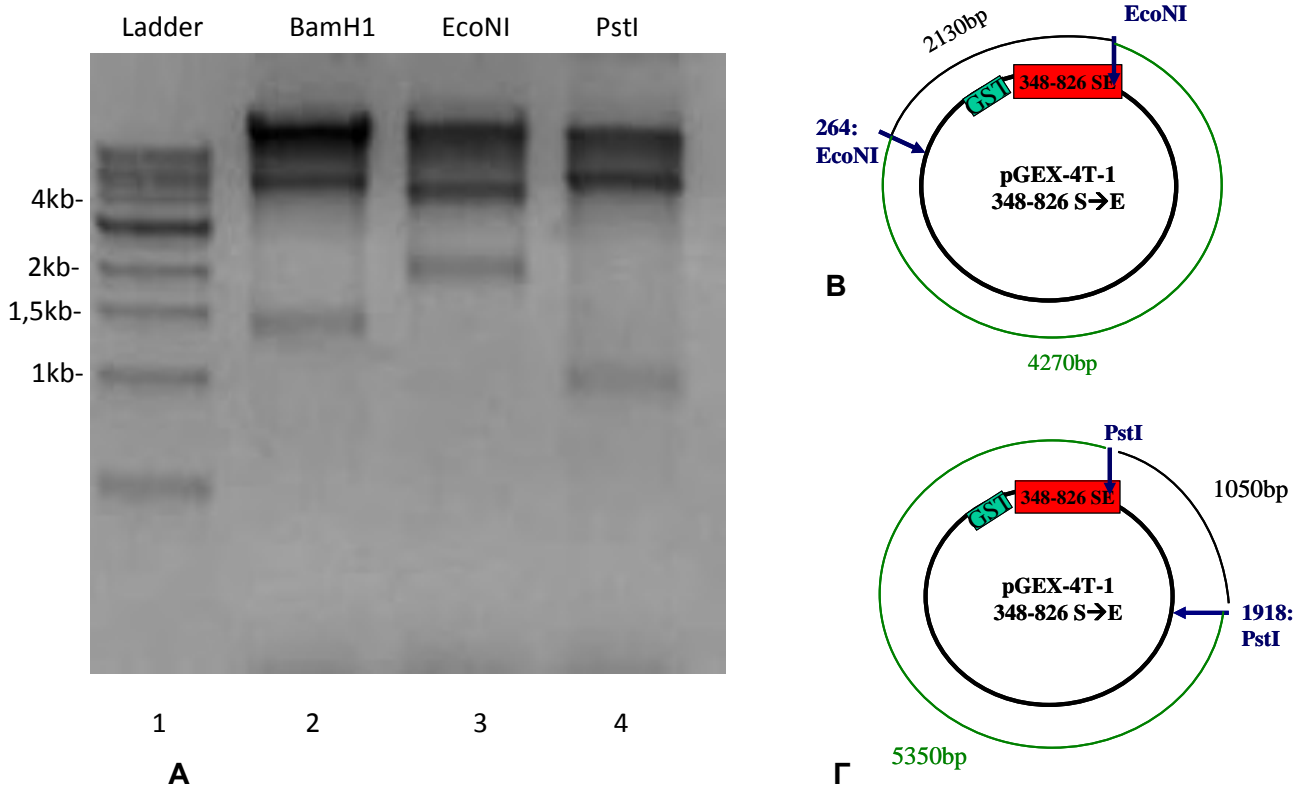 Ladder
BamH1
EcoNI
PstI
4kb-
2kb-
1,5kb-
1kb-
1
2
3
4
A
2130bp
EcoNI
GST
348-826 SE
264:
EcoNI
pGEX-4T-1
348-826 S→E
B
4270bp
PstI
1050bp
GST
348-826 SE
pGEX-4T-1
348-826 S→E
1918:
PstI
5350bp
Γ